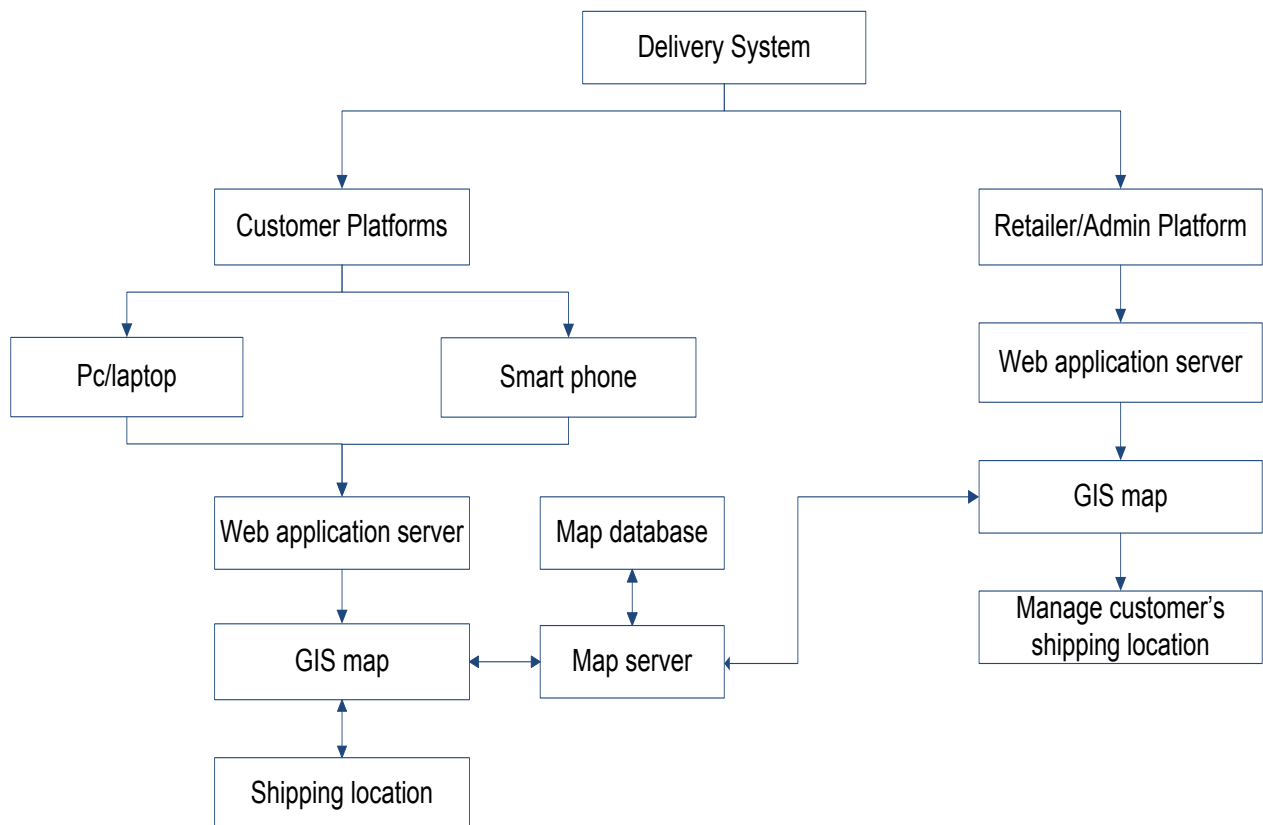 Delivery System
Customer Platforms
Retailer/Admin Platform
Pc/laptop
Smart phone
Web application server
Web application server
Map database
GIS map
GIS map
Map server
Manage customer’s
shipping location
Shipping location